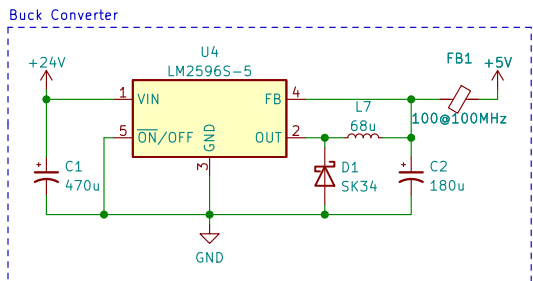 Buck Converter
+24V
U4
LM2596S-5
FB1
+5V
1
VIN
FB
4
100@100MHz
L7
68u
5
ON/OFF
GND
OUT
2
3
C1
470u
D1
SK34
C2
180u
GND